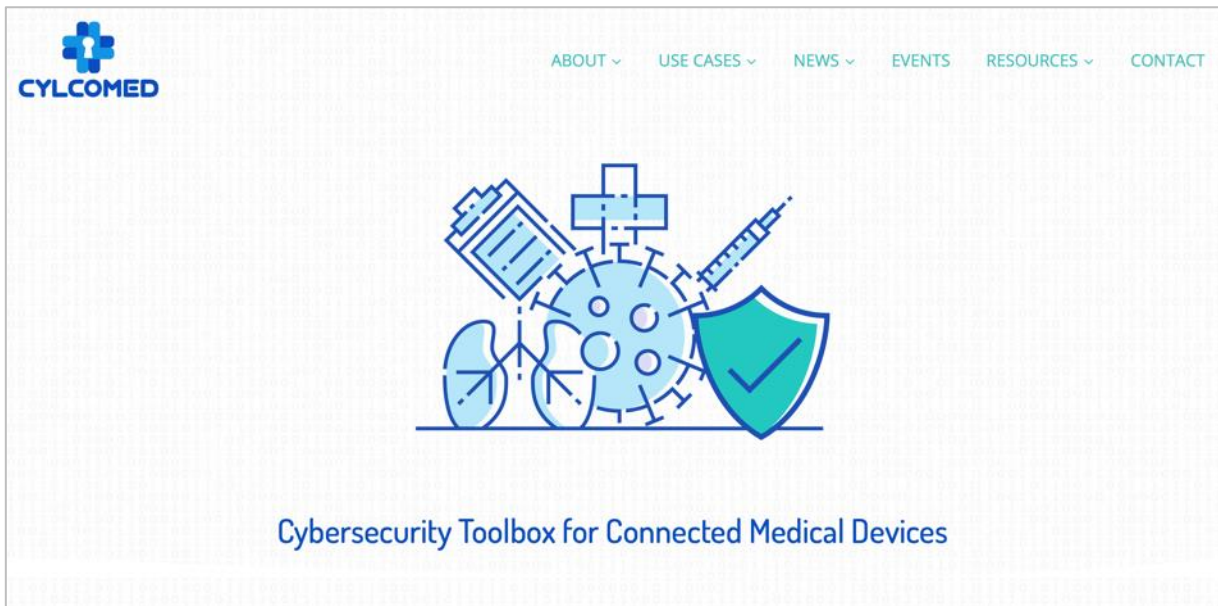 CYLCOMED
ABOUT USE CASES NEWS EVENTS RESOURCES CONTACT
Cybersecurity Toolbox for Connected Medical Devices